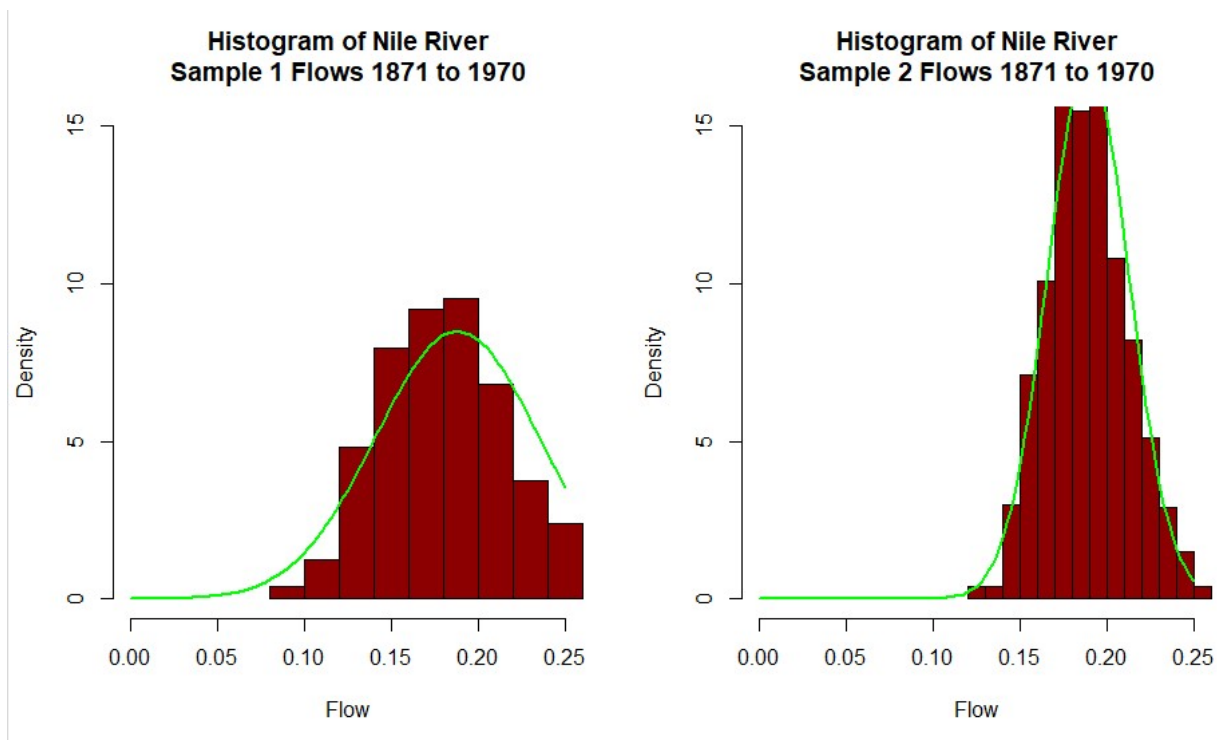 Histogram of Nile River
Sample 1 Flows 1871 to 1970
15
10
5
0
Density
0.00 0.05 0.10 0.15 0.20 0.25
Flow
Histogram of Nile River
Sample 2 Flows 1871 to 1970
15
10
5
0
Density
0.00 0.05 0.10 0.15 0.20 0.25
Flow